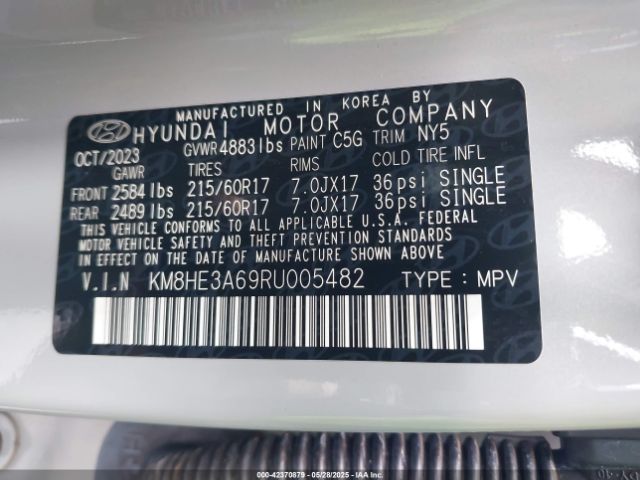 MANUFACTURED IN KOREA BY
HYUNDAI MOTOR COMPANY
OCT/2023 GVWR 4883 lbs PAINT C5G TRIM NY5
GAWR TIRES RIMS COLD TIRE INFL
FRONT 2584 lbs 215/60R17 7.0JX17 36 psi SINGLE
REAR 2489 lbs 215/60R17 7.0JX17 36 psi SINGLE
THIS VEHICLE CONFORMS TO ALL APPLICABLE U.S.A. FEDERAL
MOTOR VEHICLE SAFETY AND THEFT PREVENTION STANDARDS
IN EFFECT ON THE DATE OF MANUFACTURE SHOWN ABOVE.
V.I.N KM8HE3A69RU005482 TYPE : MPV
000-42370879 - 05/28/2025 - IAAI.COM